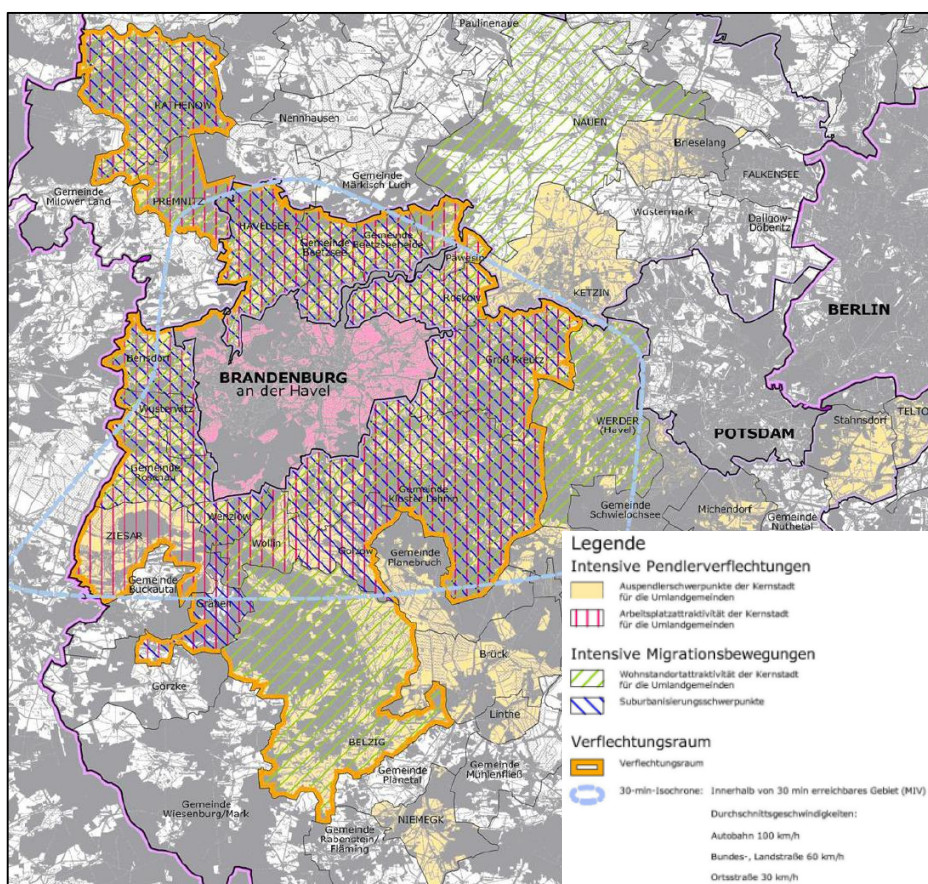 Paulinenaue
RATHENOW
Nennhausen
NAUEN
Brieselang
FALKENSEE
Gemeinde
Milower Land
PREMNITZ
Gemeinde
Märkisch Luch
Wustermark
Dallgow-
Döberitz
HAVELSEE
Gemeinde
Beetzsee
Gemeinde
Beetzseeheide
Päwesin
KETZIN
Roskow
BERLIN
Bensdorf
BRANDENBURG
an der Havel
Groß Kreutz
Wusterwitz
WERDER
(Havel)
POTSDAM
Stahnsdorf
TELTO
Gemeinde
Rosenau
Gemeinde
Kloster Lehnin
Gemeinde
Schwielochsee
Michendorf
Gemeinde
Nuthetal
ZIESAR
Wenzlow
Wollin
Golzow
Gemeinde
Planebruch
Gemeinde
Buckautal
Gräben
Görzke
Brück
Linthe
BELZIG
Gemeinde
Planetal
Gemeinde
Mühlenfließ
Gemeinde
Wiesenburg/Mark
Gemeinde
Rabenstein/
Fläming
NIEMEGK
Legende
Intensive Pendlerverflechtungen
Auspendlerschwerpunkte der Kernstadt
für die Umlandgemeinden
Arbeitsplatzattraktivität der Kernstadt
für die Umlandgemeinden
Intensive Migrationsbewegungen
Wohnstandortattraktivität der Kernstadt
für die Umlandgemeinden
Suburbanisierungsschwerpunkte
Verflechtungsraum
Verflechtungsraum
30-min-Isochrone: Innerhalb von 30 min erreichbares Gebiet (MIV)
Durchschnittsgeschwindigkeiten:
Autobahn 100 km/h
Bundes-, Landstraße 60 km/h
Ortsstraße 30 km/h